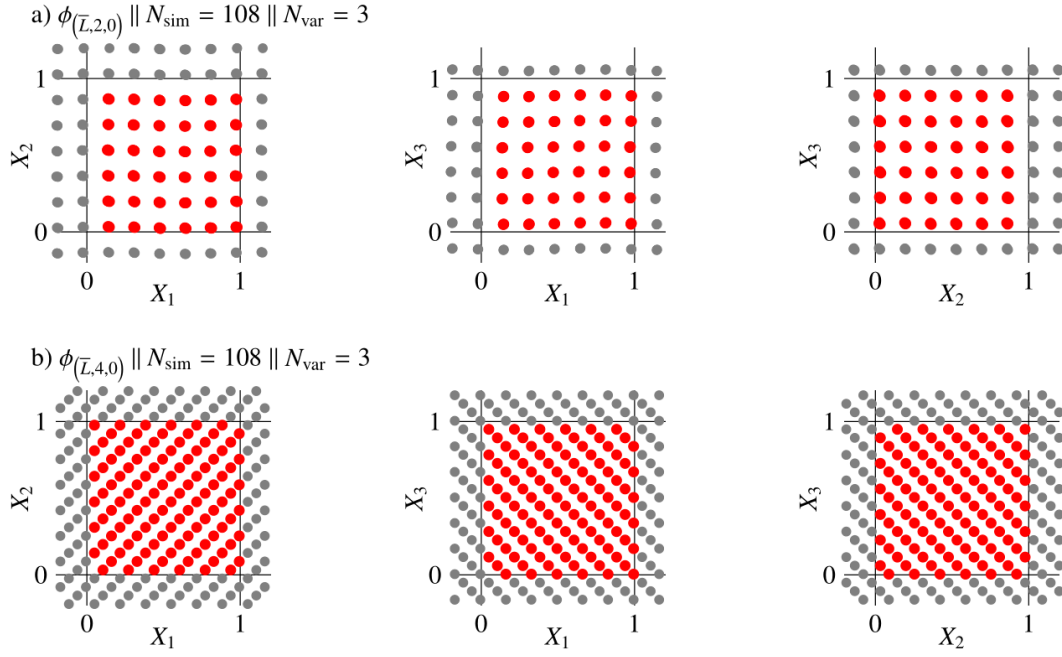 a) ϕ(L̅,2,0) || Nsim = 108 || Nvar = 3
1
0
X2
0
1
X1
1
0
X3
0
1
X1
1
0
X3
0
1
X2
b) ϕ(L̅,4,0) || Nsim = 108 || Nvar = 3
1
0
X2
0
1
X1
1
0
X3
0
1
X1
1
0
X3
0
1
X2